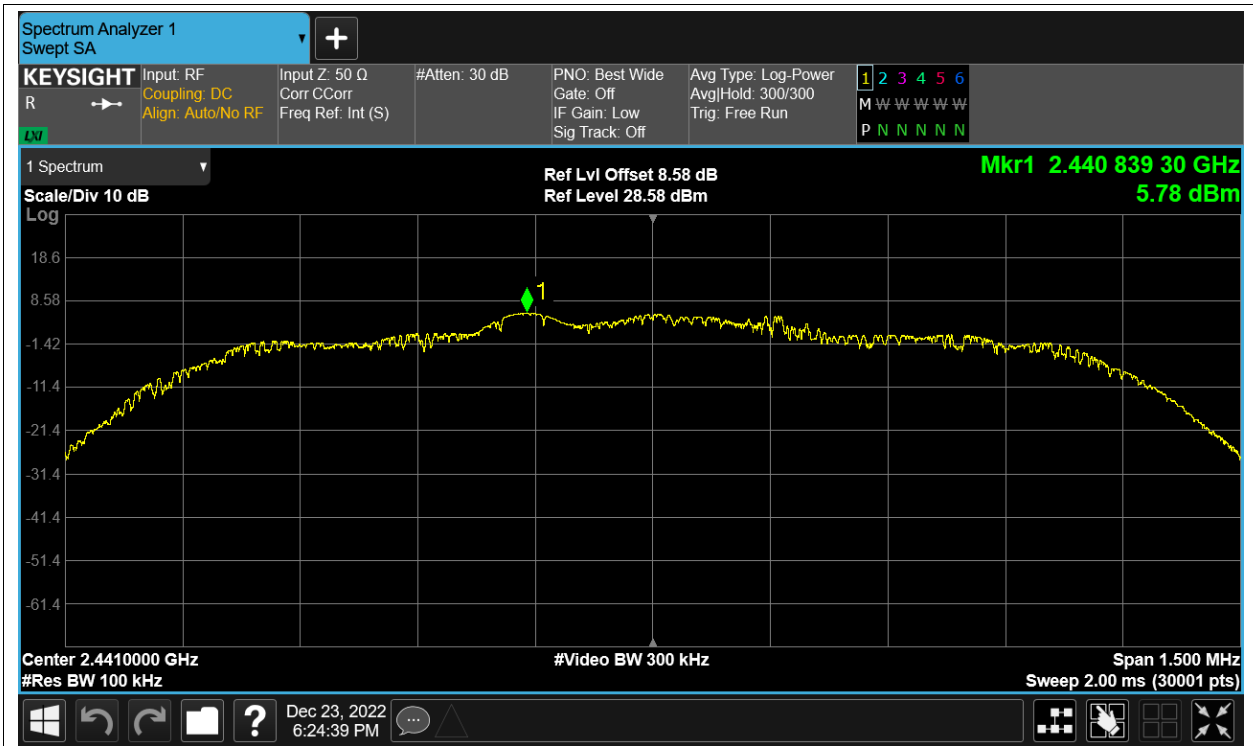 Spectrum Analyzer 1
Swept SA
+
KEYSIGHT
R
LXI
Input: RF
Coupling: DC
Align: Auto/No RF
Input Z: 50 Ω
Corr CCorr
Freq Ref: Int (S)
#Atten: 30 dB
PNO: Best Wide
Gate: Off
IF Gain: Low
Sig Track: Off
Avg Type: Log-Power
Avg|Hold: 300/300
Trig: Free Run
1 2 3 4 5 6
M W W W W W W
P N N N N N
1 Spectrum
Scale/Div 10 dB
Ref Lvl Offset 8.58 dB
Ref Level 28.58 dBm
Mkr1 2.440 839 30 GHz
5.78 dBm
Log
18.6
8.58
1
-1.42
-11.4
-21.4
-31.4
-41.4
-51.4
-61.4
Center 2.4410000 GHz
#Video BW 300 kHz
Span 1.500 MHz
#Res BW 100 kHz
Sweep 2.00 ms (30001 pts)
?
Dec 23, 2022
6:24:39 PM